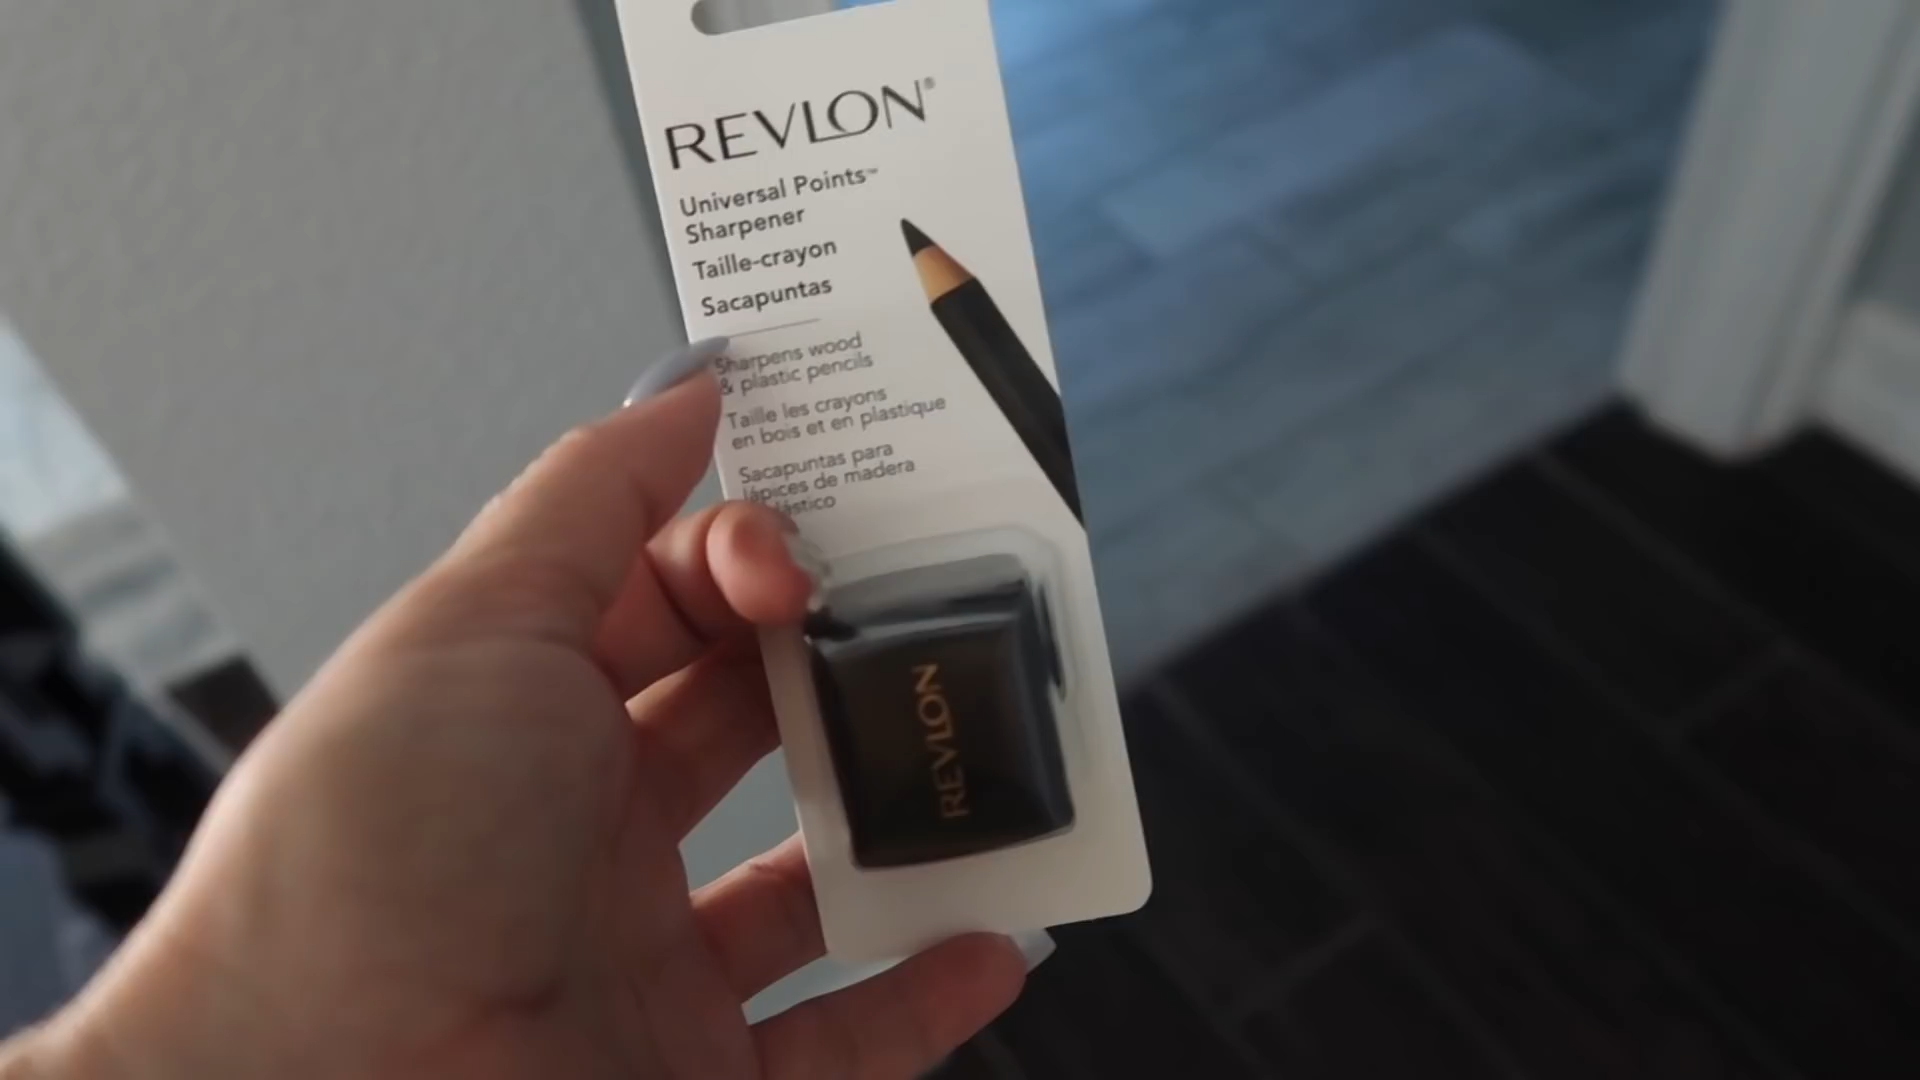 REVLON®
Universal Points™
Sharpener
Taille-crayon
Sacapuntas
Sharpens wood
& plastic pencils
Taille les crayons
en bois et en plastique
Sacapuntas para
lápices de madera
REVLON